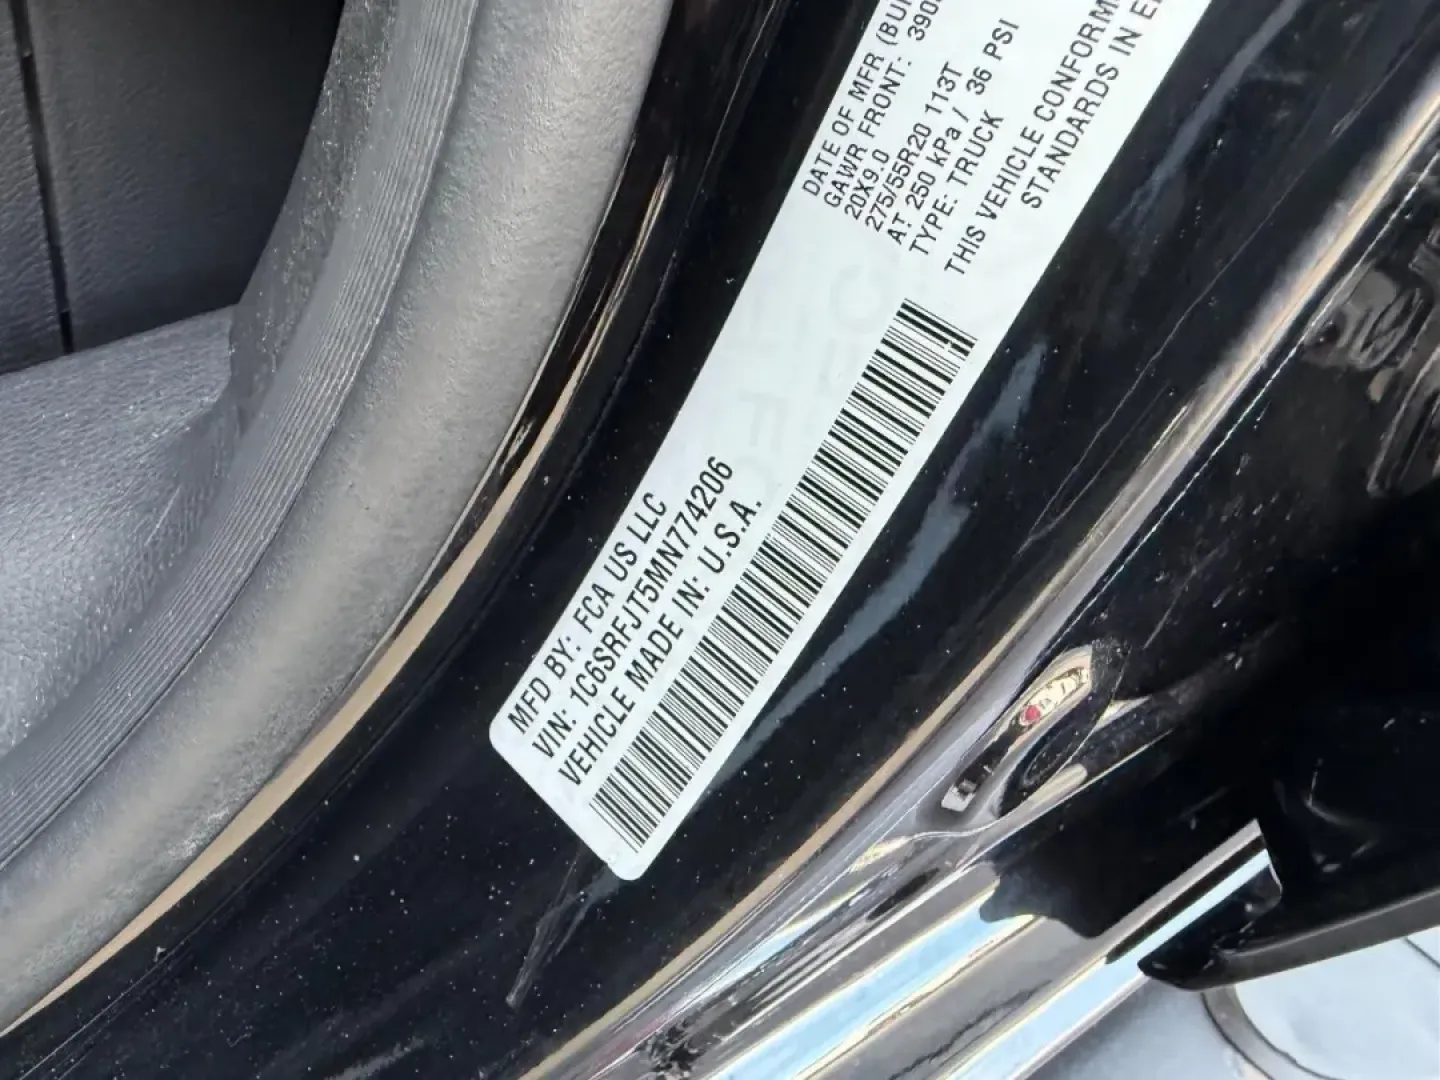 MFD BY: FCA US LLC
VIN: 1C6SRFJT5MN774206
VEHICLE MADE IN: U.S.A.
DATE OF MFR
GAWR FRONT:
20X9.0
275/55R20 113T
AT 250 kPa / 36 PSI
TYPE: TRUCK
THIS VEHICLE
STANDARDS IN